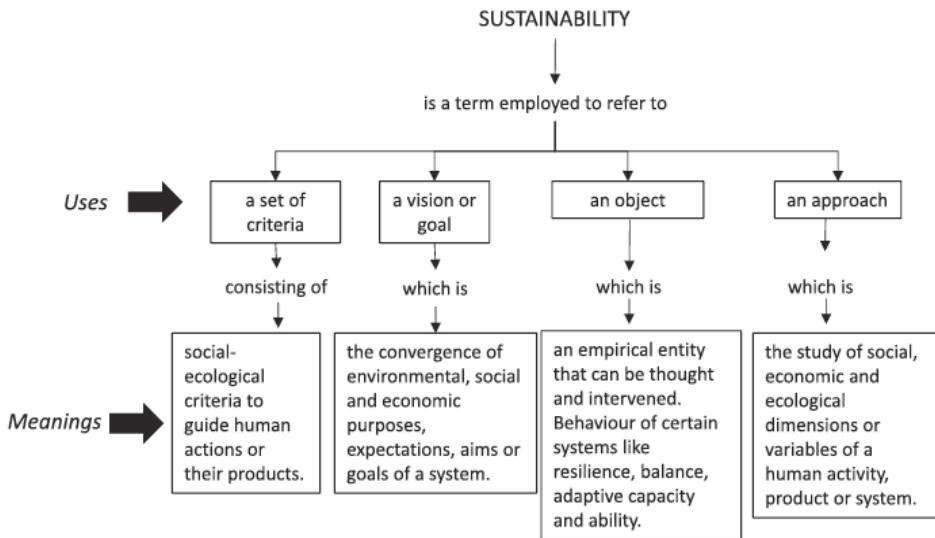 SUSTAINABILITY
is a term employed to refer to
Uses
a set of
criteria
a vision or
goal
an object
an approach
consisting of
which is
which is
which is
Meanings
social-
ecological
criteria to
guide human
actions or
their products.
the convergence of
environmental, social
and economic
purposes,
expectations, aims or
goals of a system.
an empirical entity
that can be thought
and intervened.
Behaviour of certain
systems like
resilience, balance,
adaptive capacity
and ability.
the study of social,
economic and
ecological
dimensions or
variables of a
human activity,
product or system.